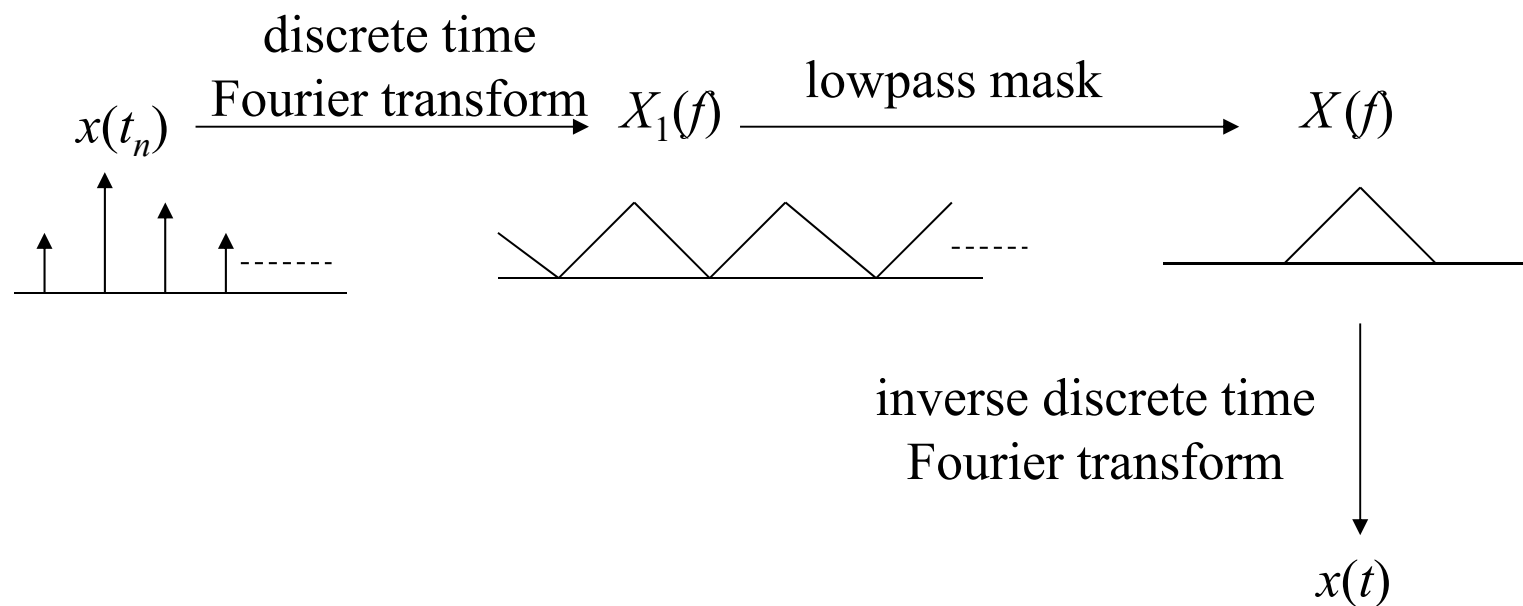 discrete time
Fourier transform
x(tₙ)
X₁(f)
lowpass mask
X(f)
inverse discrete time
Fourier transform
x(t)